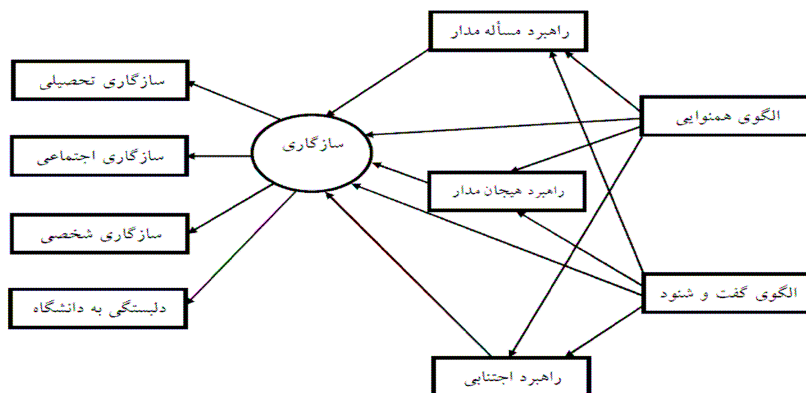 راهبرد مسأله مدار
سازگاری تحصیلی
الگوی همنوایی
سازگاری
سازگاری اجتماعی
راهبرد هیجان مدار
سازگاری شخصی
الگوی گفت و شنود
دلبستگی به دانشگاه
راهبرد اجتنابی